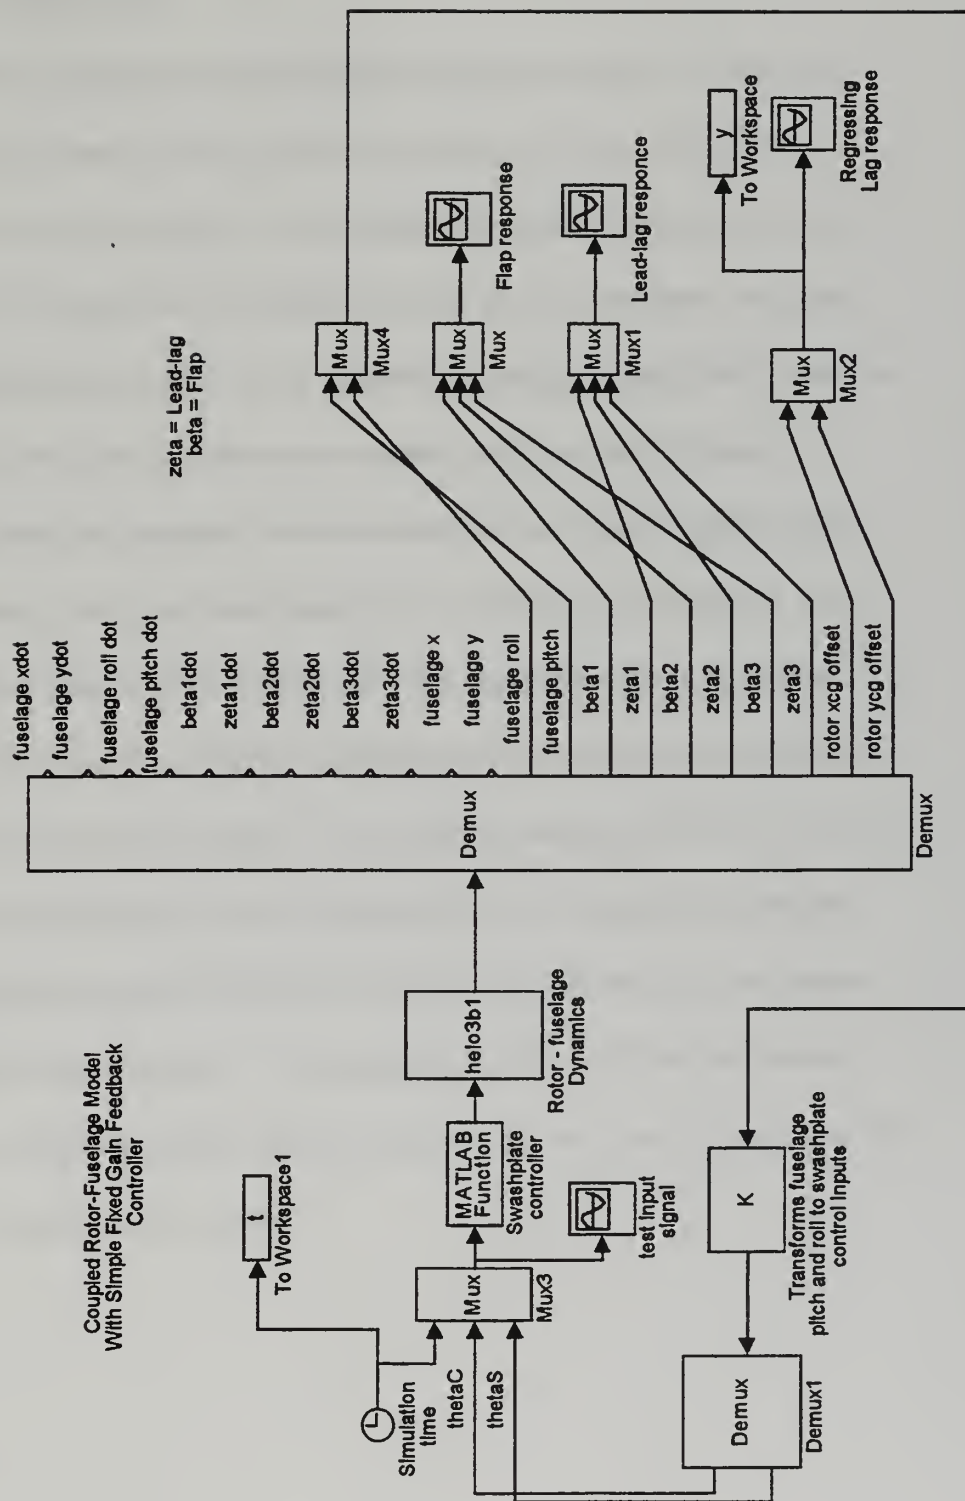 Coupled Rotor-Fuselage Model
With Simple Fixed Gain Feedback
Controller
t
To Workspace1
Simulation
time
thetaC
thetaS
Mux
Mux3
MATLAB
Function
Swashplate
controller
test input
signal
helo3b1
Rotor - fuselage
Dynamics
Demux
Demux
fuselage xdot
fuselage ydot
fuselage roll dot
fuselage pitch dot
beta1dot
zeta1dot
beta2dot
zeta2dot
beta3dot
zeta3dot
fuselage x
fuselage y
fuselage roll
fuselage pitch
beta1
zeta1
beta2
zeta2
beta3
zeta3
rotor xcg offset
rotor ycg offset
zeta = Lead-lag
beta = Flap
Mux
Mux4
Mux
Mux
Flap response
Mux
Mux1
Lead-lag responce
Mux
Mux2
y
To Workspace
Regressing
Lag response
K
Transforms fuselage
pitch and roll to swashplate
control Inputs
Demux
Demux1